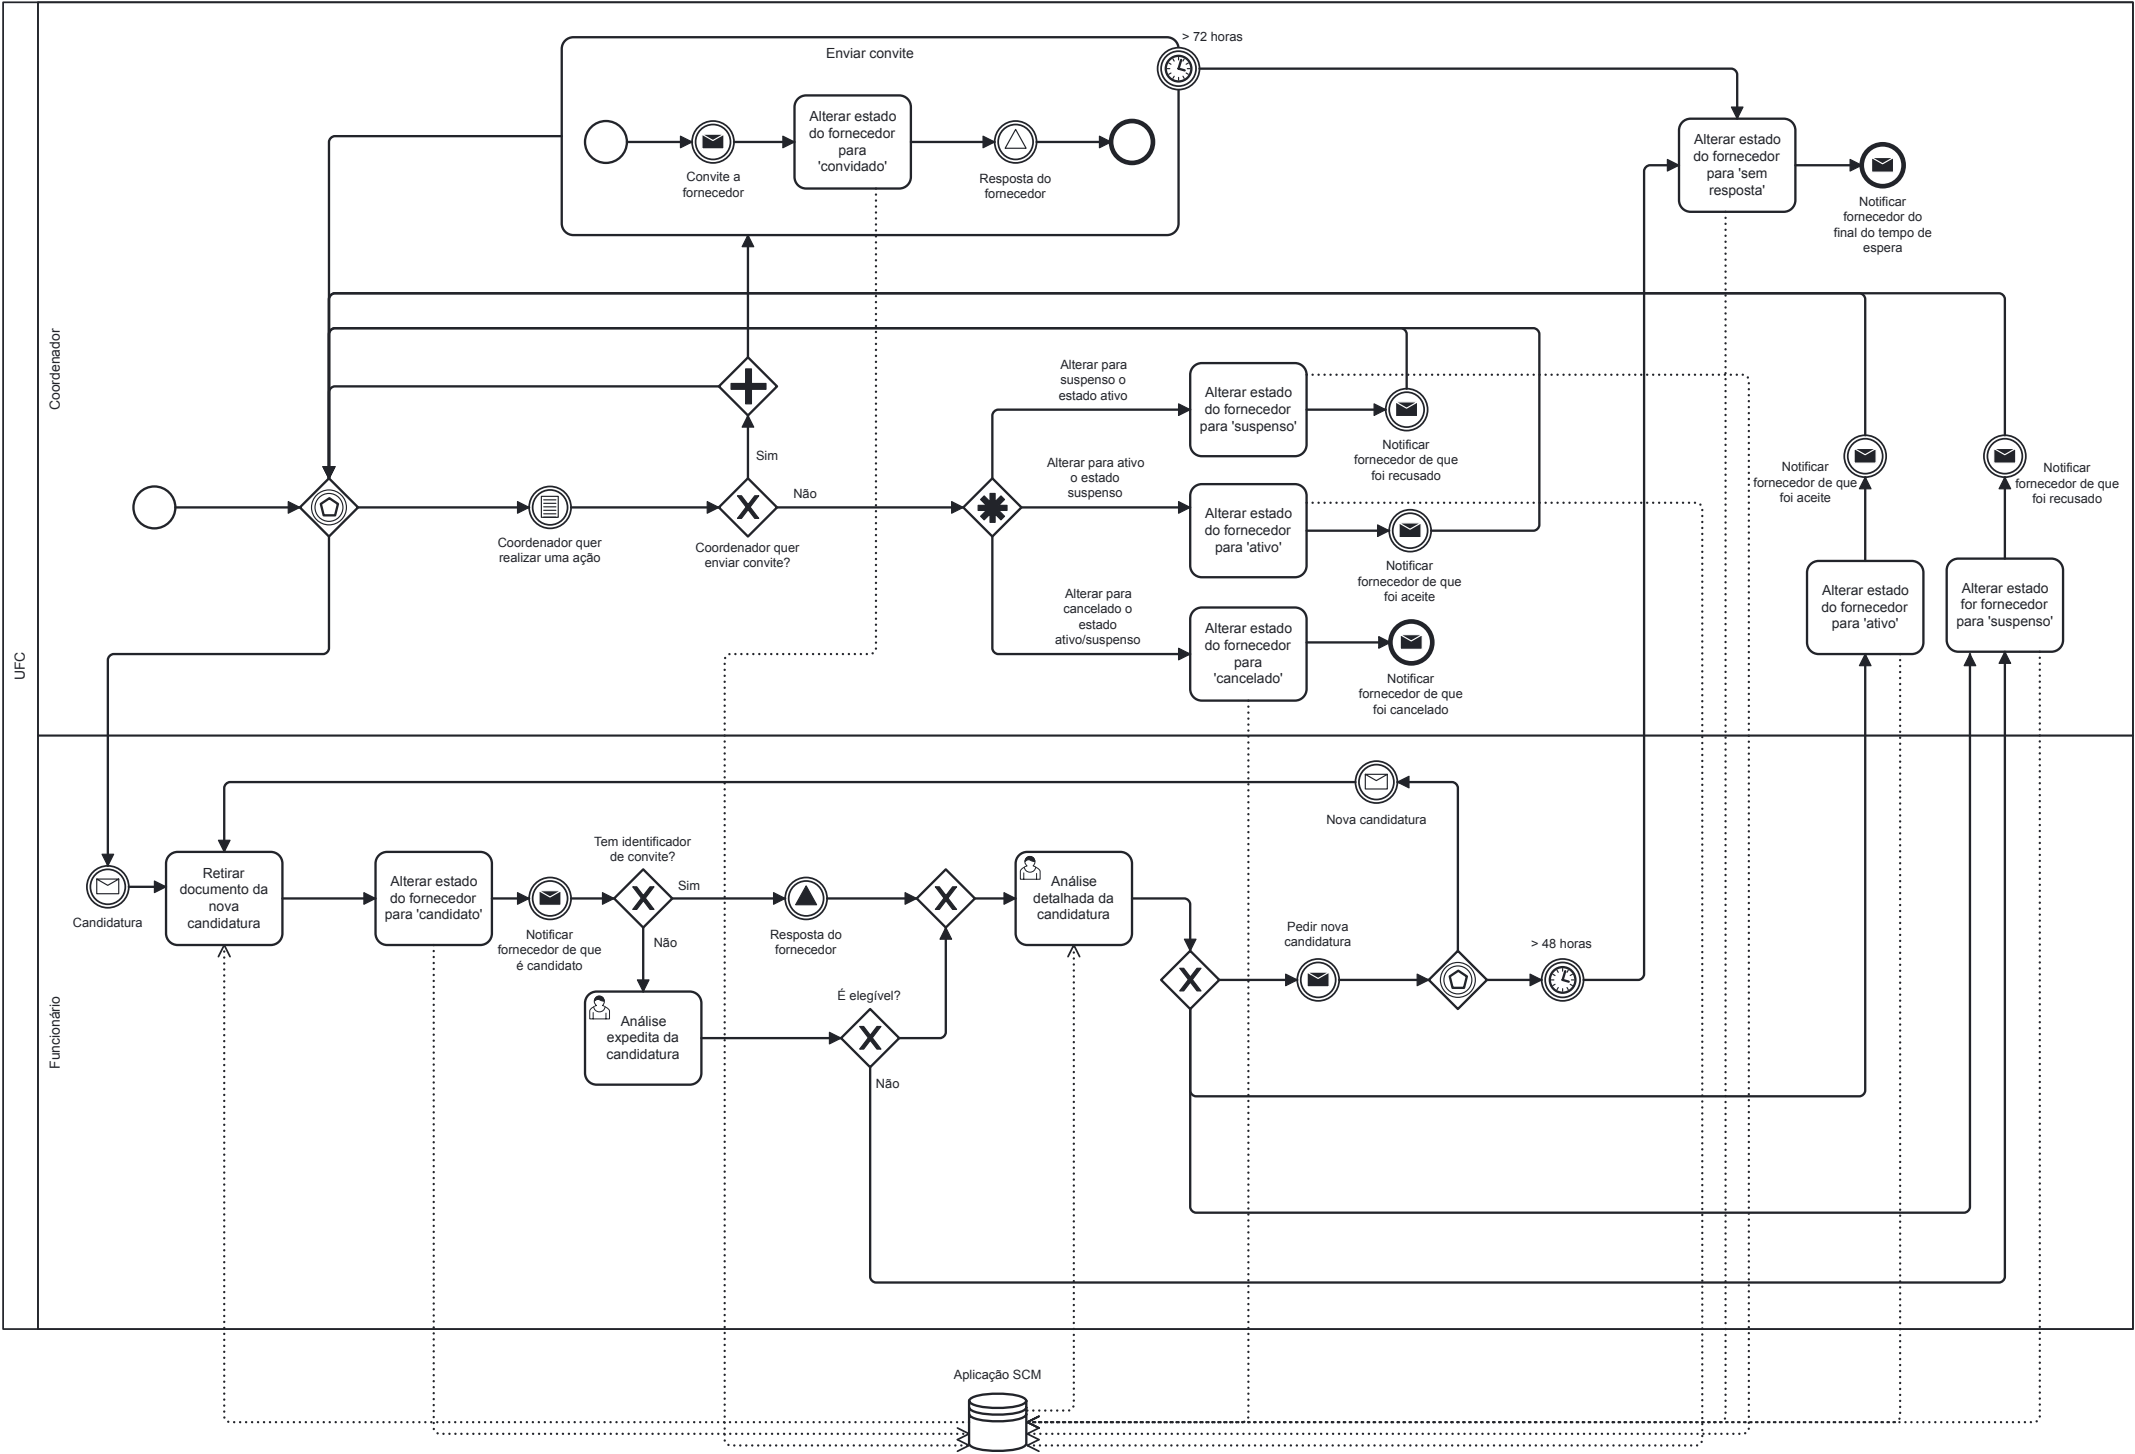 UFC
Coordenador
Enviar convite
> 72 horas
Alterar estado
do fornecedor
para
'convidado'
Convite a
fornecedor
Resposta do
fornecedor
Alterar estado
do fornecedor
para 'sem
resposta'
Notificar
fornecedor do
final do tempo de
espera
Alterar para
suspenso o
estado ativo
Alterar estado
do fornecedor
para 'suspenso'
Notificar
fornecedor de que
foi recusado
Sim
Não
Coordenador quer
realizar uma ação
Coordenador quer
enviar convite?
Alterar para ativo
o estado
suspenso
Alterar estado
do fornecedor
para 'ativo'
Notificar
fornecedor de que
foi aceite
Alterar para
cancelado o
estado
ativo/suspenso
Alterar estado
do fornecedor
para
'cancelado'
Notificar
fornecedor de que
foi cancelado
Notificar
fornecedor de que
foi aceite
Notificar
fornecedor de que
foi recusado
Alterar estado
do fornecedor
para 'ativo'
Alterar estado
for fornecedor
para 'suspenso'
Funcionário
Nova candidatura
Candidatura
Retirar
documento da
nova
candidatura
Alterar estado
do fornecedor
para 'candidato'
Notificar
fornecedor de que
é candidato
Tem identificador
de convite?
Sim
Não
Resposta do
fornecedor
Análise
expedita da
candidatura
É elegível?
Não
Análise
detalhada da
candidatura
Pedir nova
candidatura
> 48 horas
Aplicação SCM